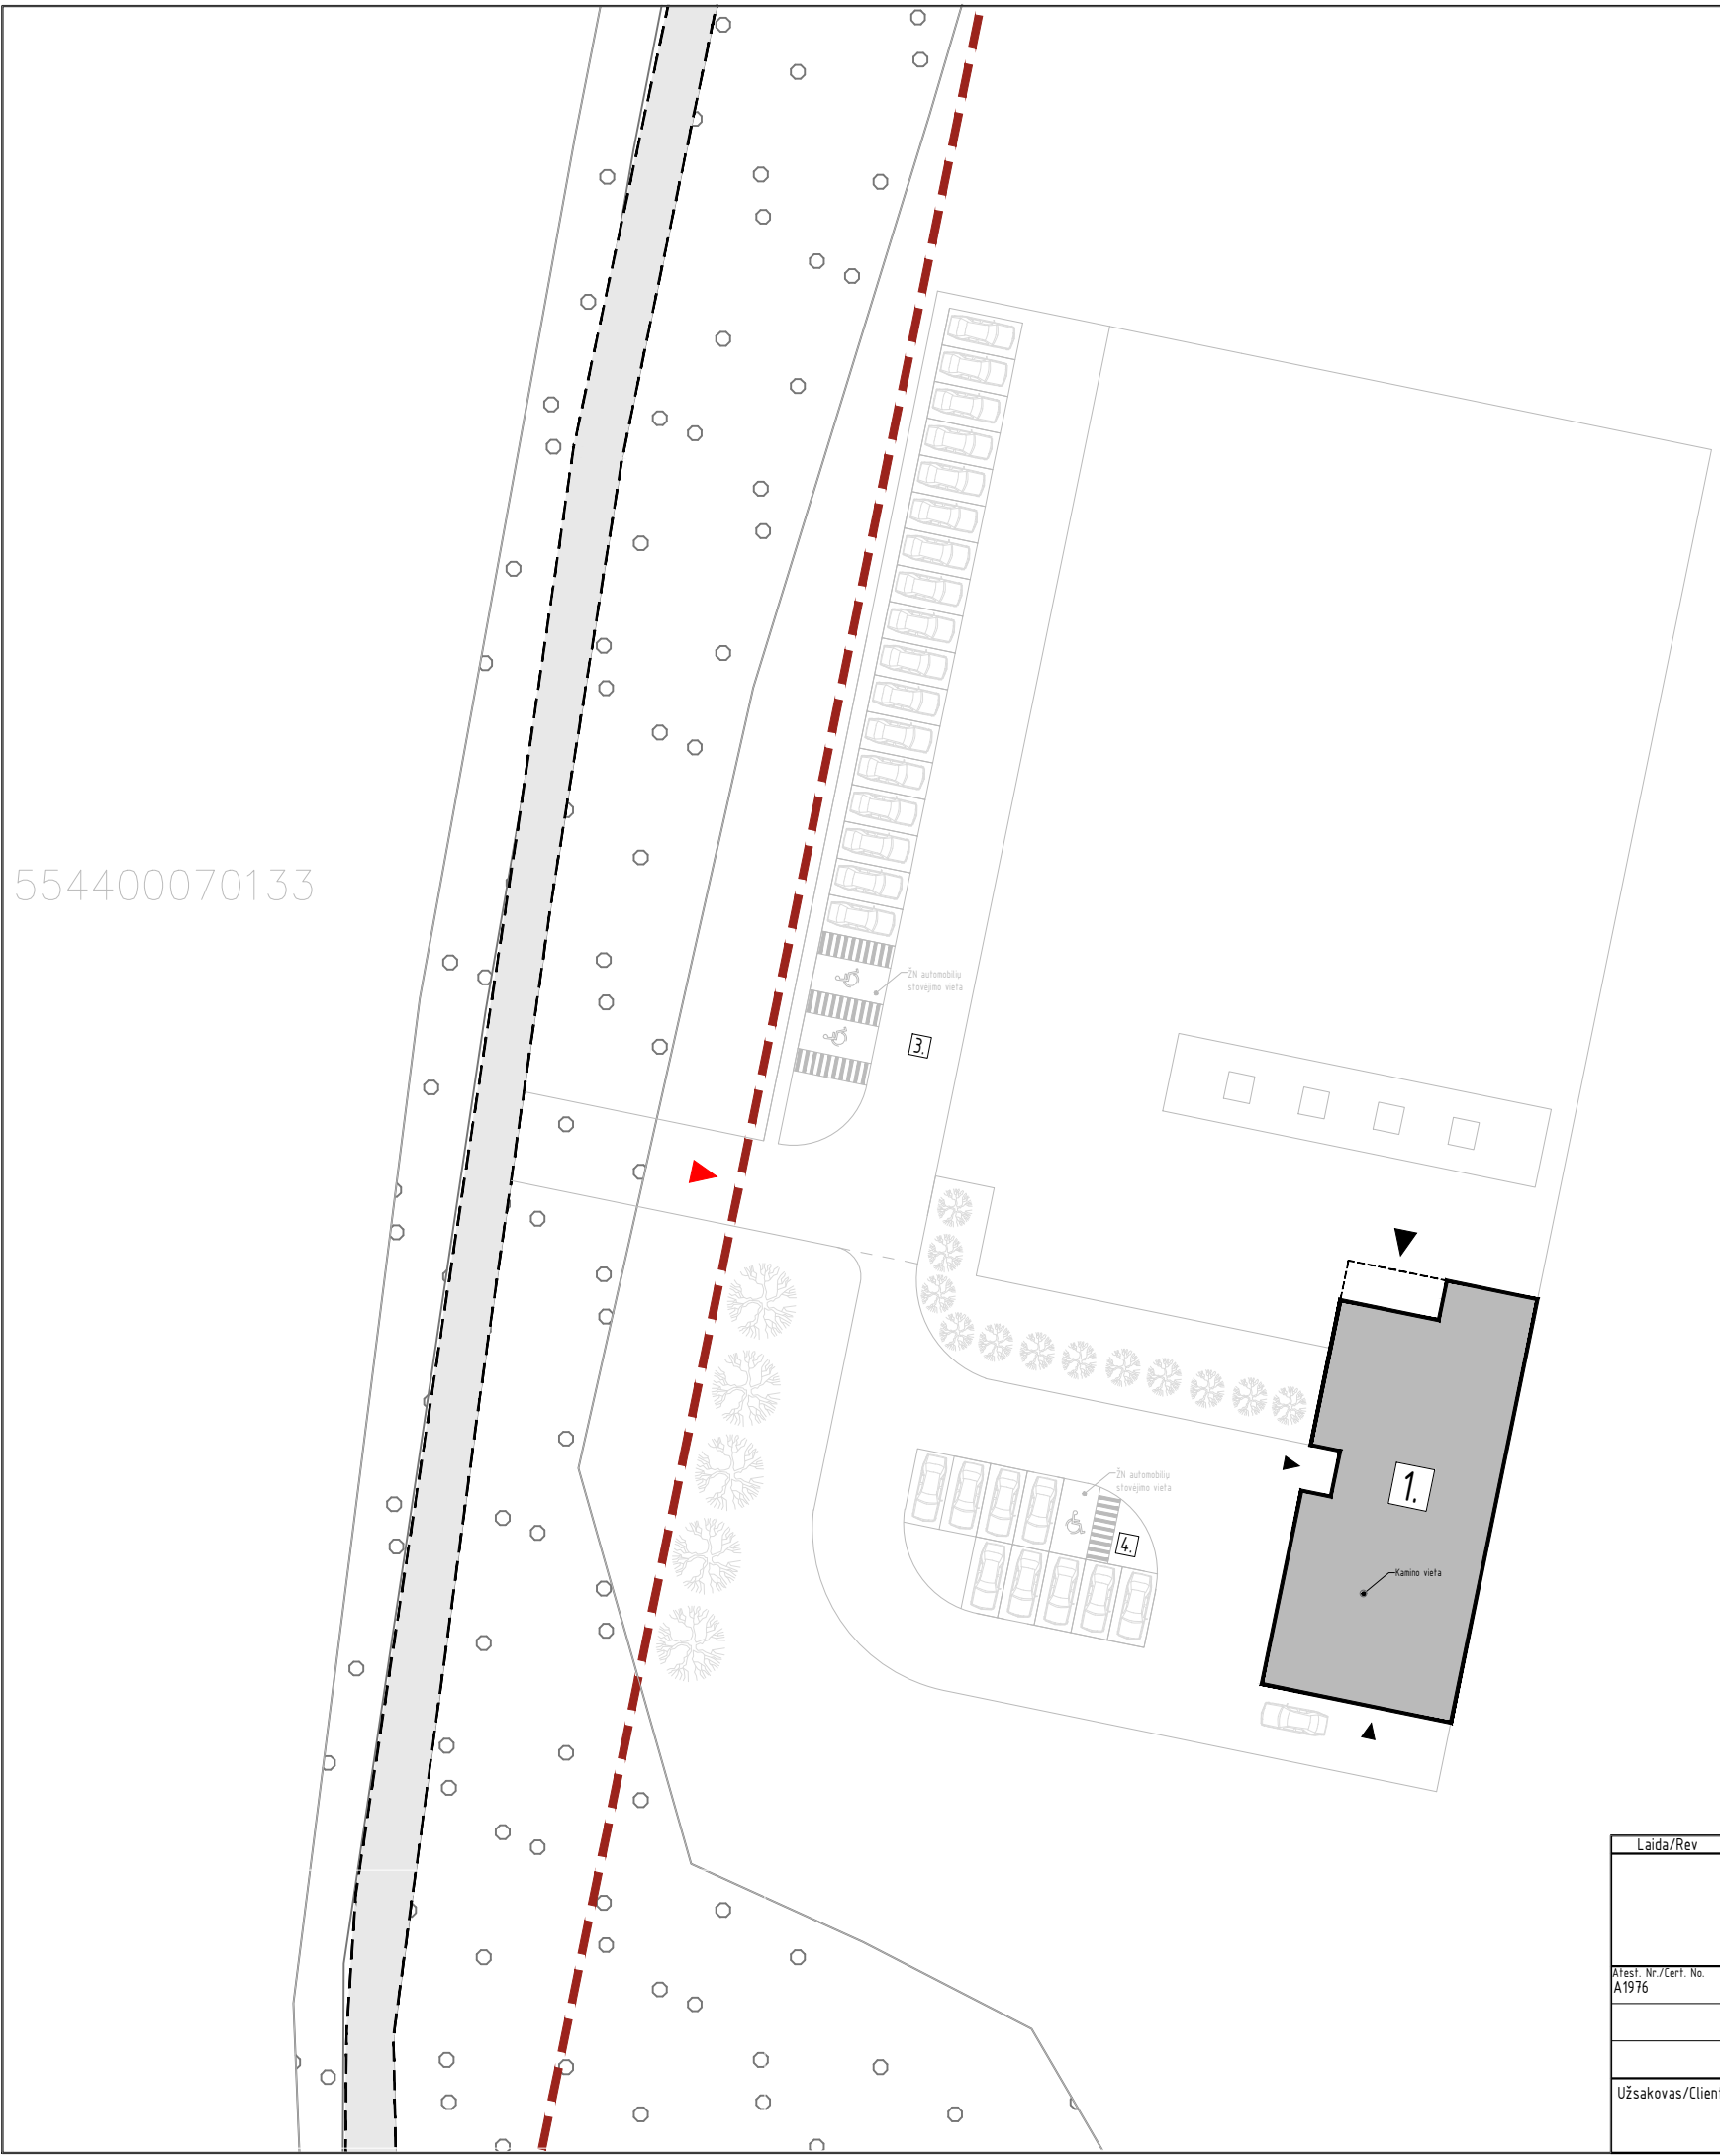 554400070133
ŽN automobilių
stovėjimo vieta
3.
ŽN automobilių
stovėjimo vieta
4.
1.
Kamino vieta
Laida/Rev
Atest. Nr./Cert. No.
A1976
Užsakovas/Client